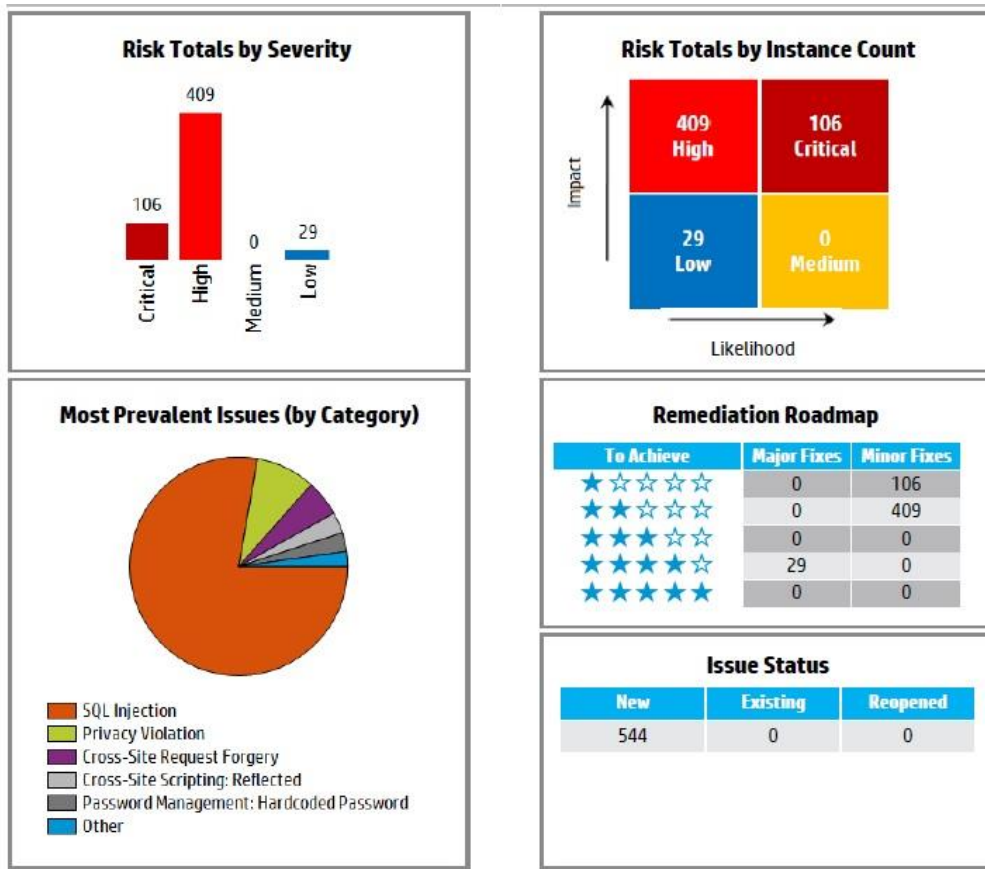 Risk Totals by Severity
409
106
0
29
Critical
High
Medium
Low
Risk Totals by Instance Count
Impact
409
High
106
Critical
29
Low
0
Medium
Likelihood
Most Prevalent Issues (by Category)
SQL Injection
Privacy Violation
Cross-Site Request Forgery
Cross-Site Scripting: Reflected
Password Management: Hardcoded Password
Other
Remediation Roadmap
To Achieve Major Fixes Minor Fixes
0 106
0 409
0 0
29 0
0 0
Issue Status
New Existing Reopened
544 0 0